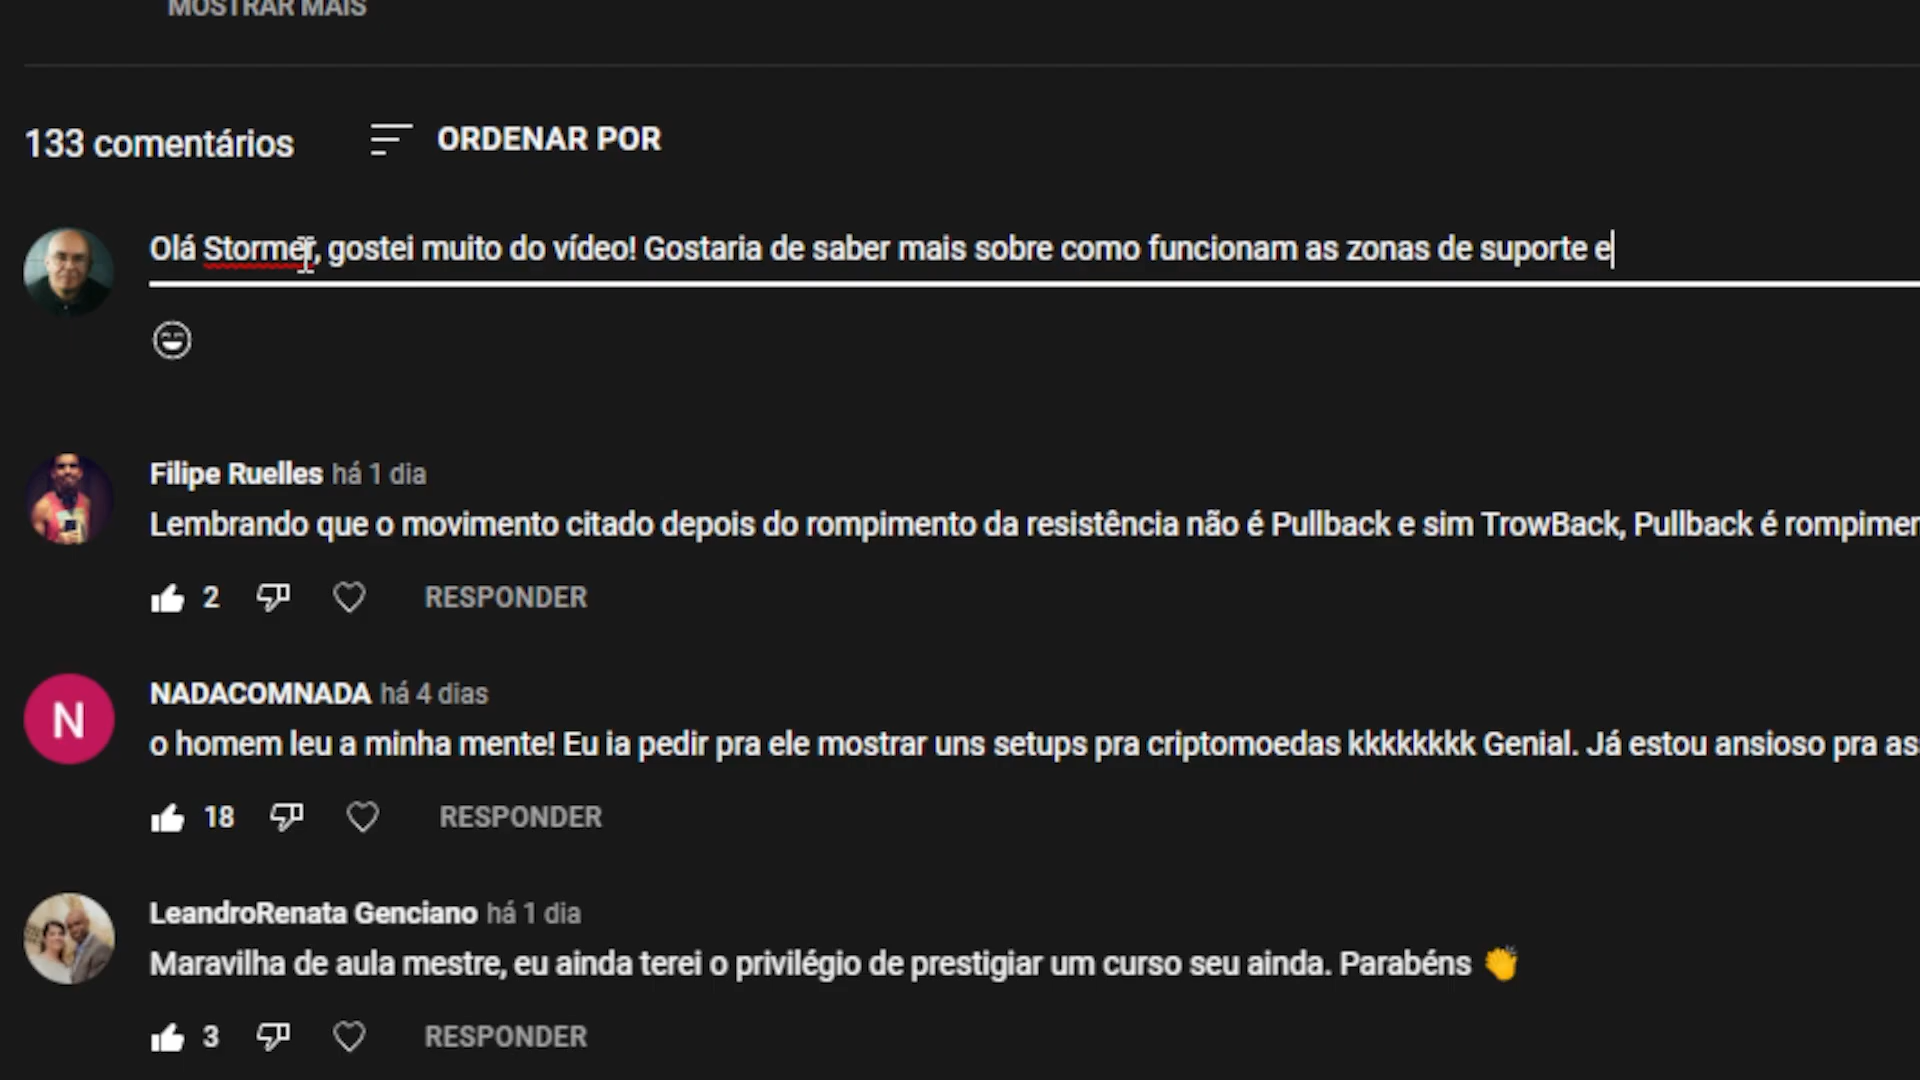 MOSTRAR MAIS
133 comentários
ORDENAR POR
Olá Stormer, gostei muito do vídeo! Gostaria de saber mais sobre como funcionam as zonas de suporte e
Filipe Ruelles há 1 dia
Lembrando que o movimento citado depois do rompimento da resistência não é Pullback e sim TrowBack, Pullback é
2
RESPONDER
N
NADACOMNADA há 4 dias
o homem leu a minha mente! Eu ia pedir pra ele mostrar uns setups pra criptomoedas kkkkkkkk Genial. Já estou ansioso pra
18
RESPONDER
LeandroRenata Genciano há 1 dia
Maravilha de aula mestre, eu ainda terei o privilégio de prestigiar um curso seu ainda. Parabéns 👏
3
RESPONDER